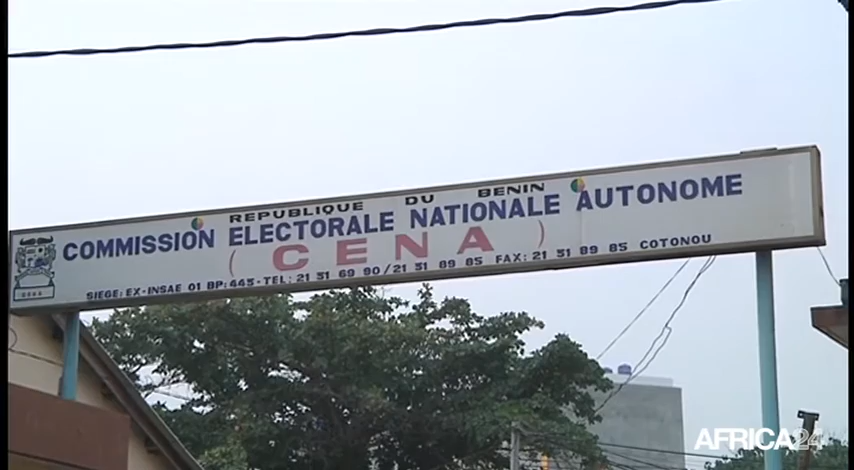 REPUBLIQUE DU BENIN
COMMISSION ELECTORALE NATIONALE AUTONOME
( CENA )
SIEGE: EX-INSAE 01 BP: 445-TEL: 21 31 69 90/21 31 89 85 FAX: 21 31 89 85 COTONOU
AFRICA24